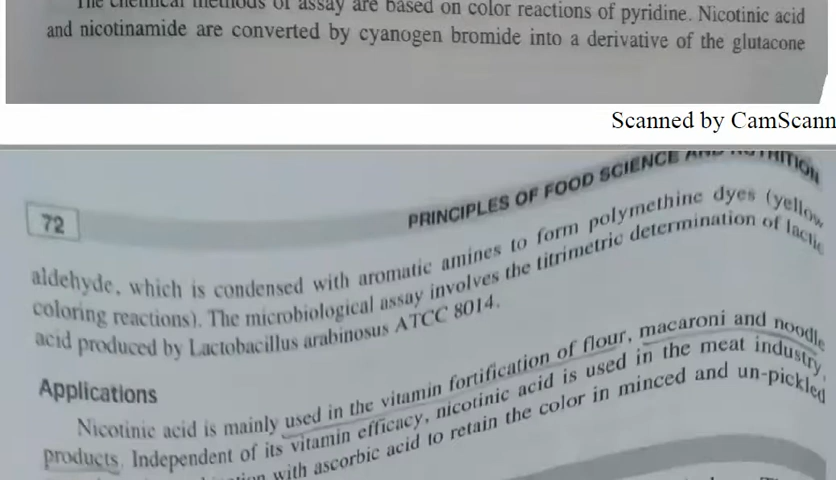 The chemical methods of assay are based on color reactions of pyridine. Nicotinic acid
and nicotinamide are converted by cyanogen bromide into a derivative of the glutacone
Scanned by CamScann
PRINCIPLES OF FOOD SCIENCE AND NUTRITION
72
aldehyde, which is condensed with aromatic amines to form polymethine dyes (yellow
coloring reactions). The microbiological assay involves the titrimetric determination of lactic
acid produced by Lactobacillus arabinosus ATCC 8014.
Applications
Nicotinic acid is mainly used in the vitamin fortification of flour, macaroni and noodle
products. Independent of its vitamin efficacy, nicotinic acid is used in the meat industry,
with ascorbic acid to retain the color in minced and un-pickled